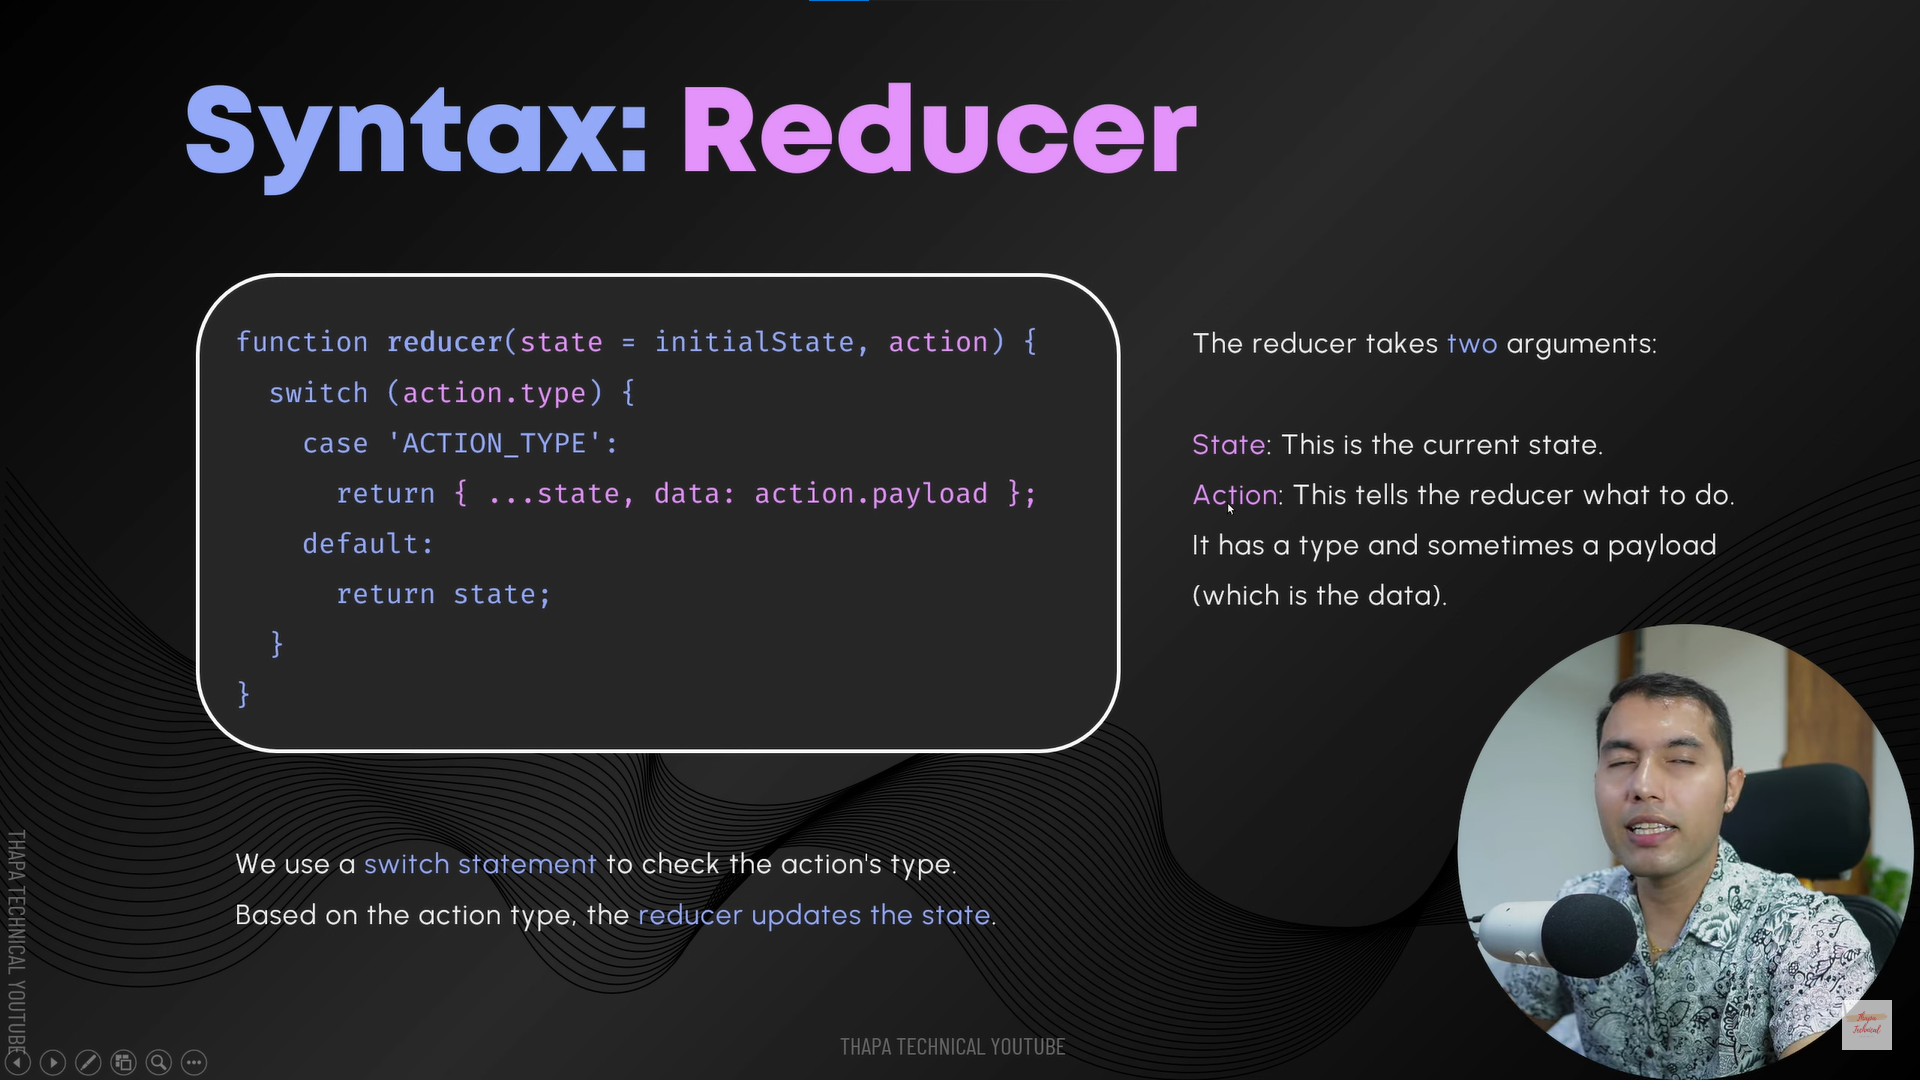 Syntax: Reducer
function reducer(state = initialState, action) {
switch (action.type) {
case 'ACTION_TYPE':
return { ...state, data: action.payload };
default:
return state;
}
}
The reducer takes two arguments:
State: This is the current state.
Action: This tells the reducer what to do.
It has a type and sometimes a payload
(which is the data).
We use a switch statement to check the action's type.
Based on the action type, the reducer updates the state.
THAPA TECHNICAL YOUTUBE
THAPA TECHNICAL YOUTUBE
Thapa
Technical